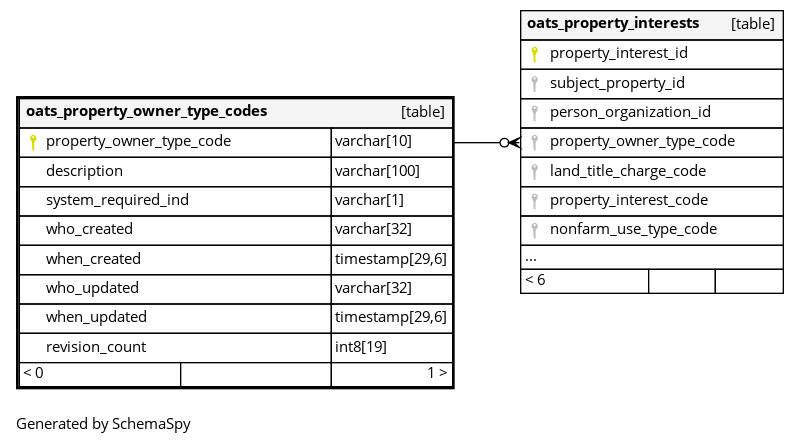 oats_property_interests [table]
property_interest_id
subject_property_id
person_organization_id
property_owner_type_code
land_title_charge_code
property_interest_code
nonfarm_use_type_code
...
< 6
oats_property_owner_type_codes [table]
property_owner_type_code varchar[10]
description varchar[100]
system_required_ind varchar[1]
who_created varchar[32]
when_created timestamp[29,6]
who_updated varchar[32]
when_updated timestamp[29,6]
revision_count int8[19]
< 0 1 >
Generated by SchemaSpy